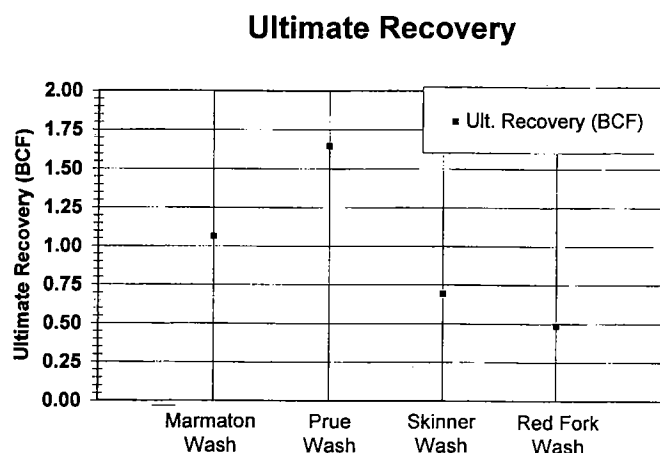 Ultimate Recovery
Ultimate Recovery (BCF)
2.00
1.75
1.50
1.25
1.00
0.75
0.50
0.25
0.00
Ult. Recovery (BCF)
Marmaton
Wash
Prue
Wash
Skinner
Wash
Red Fork
Wash